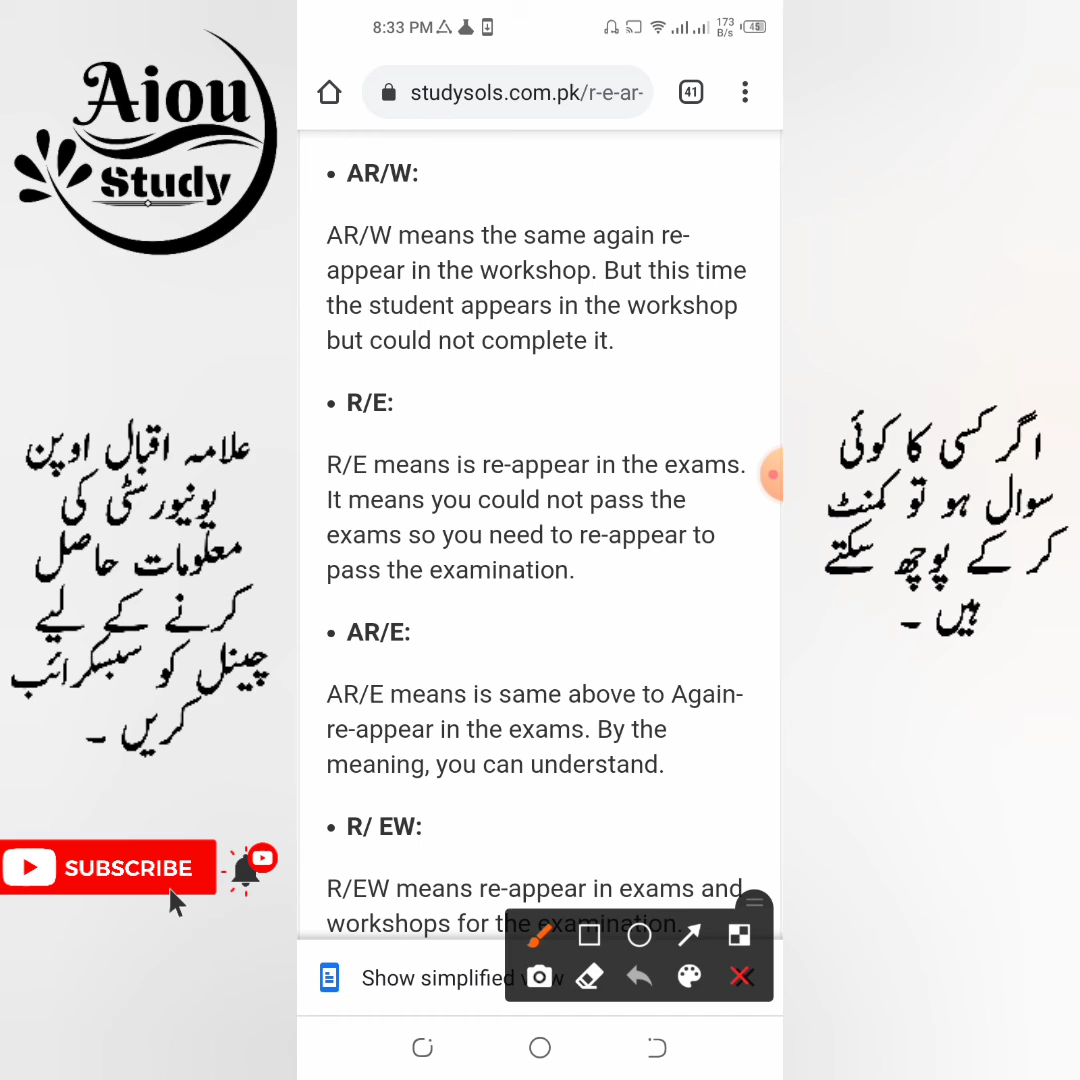 Aiou
Study
علامہ اقبال اوپن
یونیورسٹی کی
معلومات حاصل
کرنے کے لیے
چینل کو سبسکرائب
کریں ۔
SUBSCRIBE
8:33 PM
173
B/s
45
studysols.com.pk/r-e-ar-
41
• AR/W:
AR/W means the same again re-
appear in the workshop. But this time
the student appears in the workshop
but could not complete it.
• R/E:
R/E means is re-appear in the exams.
It means you could not pass the
exams so you need to re-appear to
pass the examination.
• AR/E:
AR/E means is same above to Again-
re-appear in the exams. By the
meaning, you can understand.
• R/ EW:
R/EW means re-appear in exams and
workshops for the examination.
Show simplified view
اگر کسی کا کوئی
سوال ہو تو کمنٹ
کر کے پوچھ سکتے
ہیں ۔